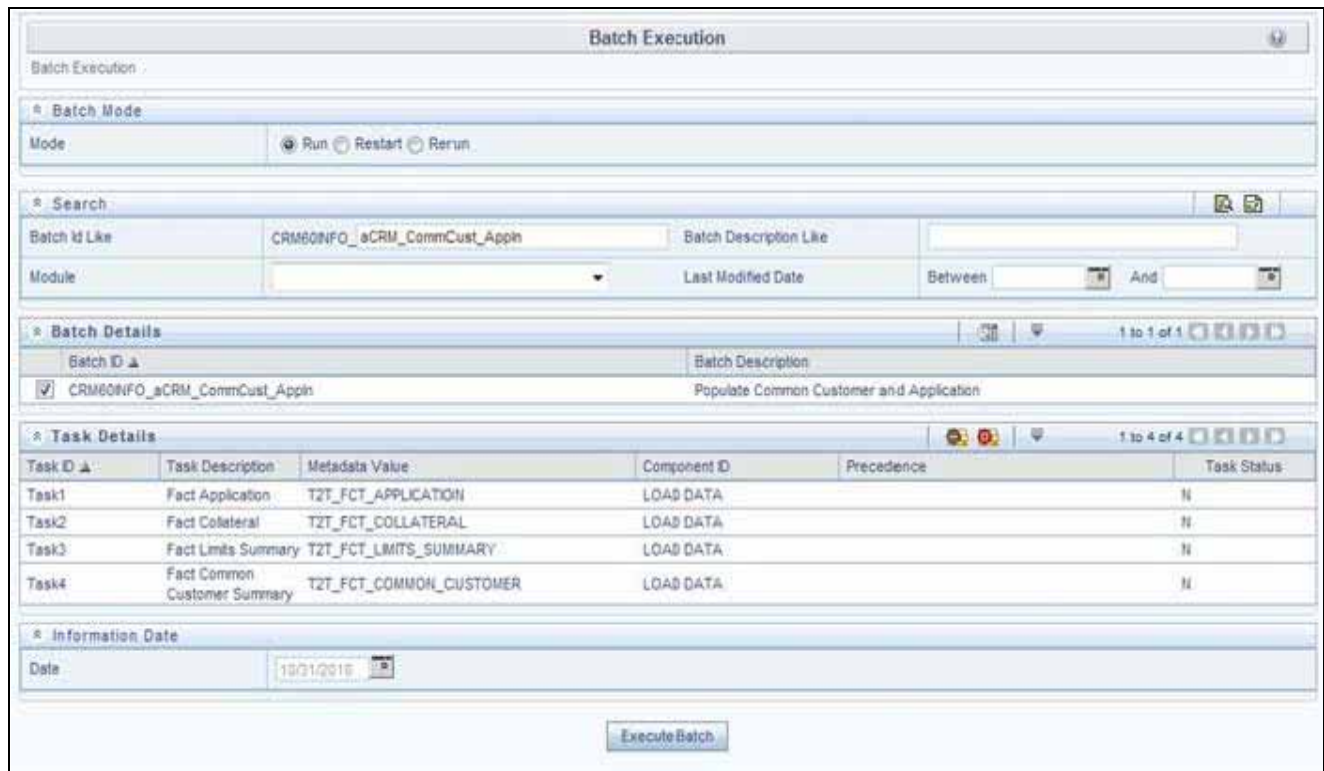 Batch Execution
Batch Execution
Batch Mode
Mode Run Restart Rerun
Search
Batch Id Like CRM60INFO_ aCRM_CommCust_Appln Batch Description Like
Module Last Modified Date Between And
Batch Details 1 to 1 of 1
Batch ID Batch Description
CRM60INFO_aCRM_CommCust_Appln Populate Common Customer and Application
Task Details 1 to 4 of 4
Task ID Task Description Metadata Value Component ID Precedence Task Status
Task1 Fact Application T2T_FCT_APPLICATION LOAD DATA N
Task2 Fact Collateral T2T_FCT_COLLATERAL LOAD DATA N
Task3 Fact Limits Summary T2T_FCT_LIMITS_SUMMARY LOAD DATA N
Task4 Fact Common Customer Summary T2T_FCT_COMMON_CUSTOMER LOAD DATA N
Information Date
Date
Execute Batch